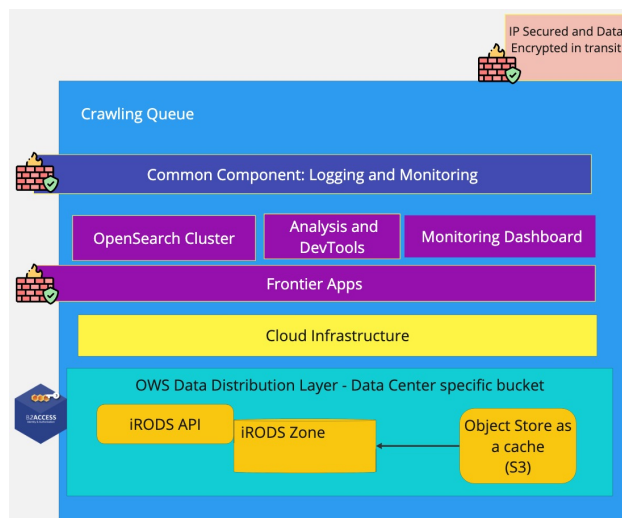 IP Secured and Data
Encrypted in transit
Crawling Queue
Common Component: Logging and Monitoring
OpenSearch Cluster
Analysis and
DevTools
Monitoring Dashboard
Frontier Apps
Cloud Infrastructure
OWS Data Distribution Layer - Data Center specific bucket
B2ACCESS
iRODS API
iRODS Zone
Object Store as
a cache
(S3)